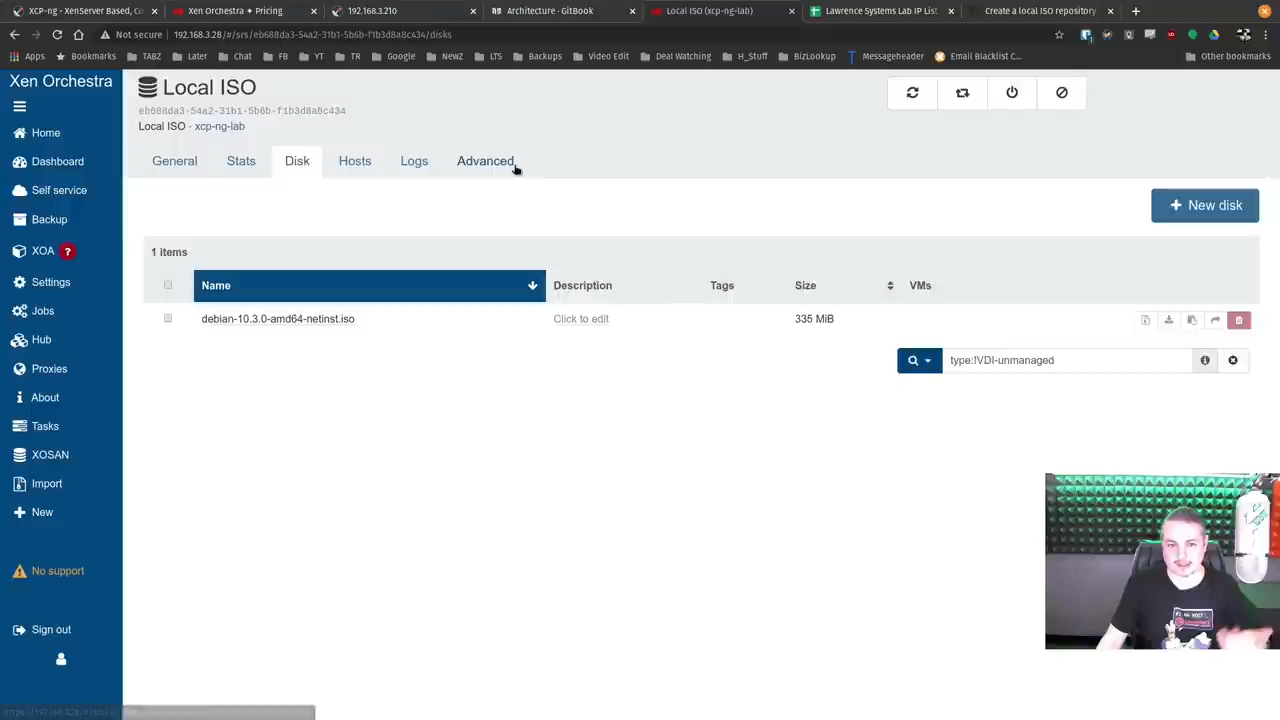 XCP-ng - XenServer Based, Co
Xen Orchestra • Pricing
192.168.3.210
Architecture · GitBook
Local ISO (xcp-ng-lab)
Lawrence Systems Lab IP List
Create a local ISO repository
Not secure
192.168.3.28/#/srs/eb688da3-54a2-31b1-5b6b-f1b3d8a8c434/disks
Apps
Bookmarks
TABZ
Later
Chat
FB
YT
TR
Google
NewZ
LTS
Backups
Video Edit
Deal Watching
H_Stuff
BizLookup
Messageheader
Email Blacklist C...
Other bookmarks
Xen Orchestra
Home
Dashboard
Self service
Backup
XOA ?
Settings
Jobs
Hub
Proxies
About
Tasks
XOSAN
Import
New
No support
Sign out
Local ISO
eb688da3-54a2-31b1-5b6b-f1b3d8a8c434
Local ISO - xcp-ng-lab
General
Stats
Disk
Hosts
Logs
Advanced
New disk
1 items
Name
Description
Tags
Size
VMs
debian-10.3.0-amd64-netinst.iso
Click to edit
335 MiB
type:!VDI-unmanaged